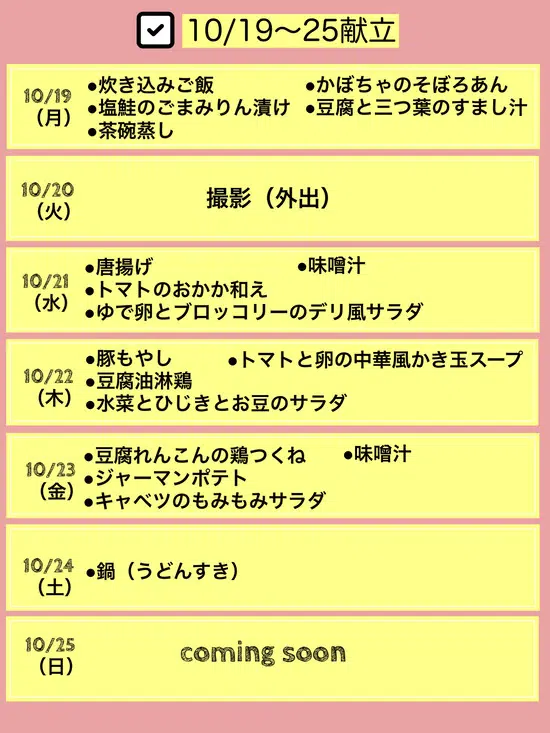 10/19〜25献立
10/19
（月）
●炊き込みご飯
●かぼちゃのそぼろあん
●塩鮭のごまみりん漬け
●豆腐と三つ葉のすまし汁
●茶碗蒸し
10/20
（火）
撮影（外出）
10/21
（水）
●唐揚げ
●味噌汁
●トマトのおかか和え
●ゆで卵とブロッコリーのデリ風サラダ
10/22
（木）
●豚もやし
●トマトと卵の中華風かき玉スープ
●豆腐油淋鶏
●水菜とひじきとお豆のサラダ
10/23
（金）
●豆腐れんこんの鶏つくね
●味噌汁
●ジャーマンポテト
●キャベツのもみもみサラダ
10/24
（土）
●鍋（うどんすき）
10/25
（日）
coming soon